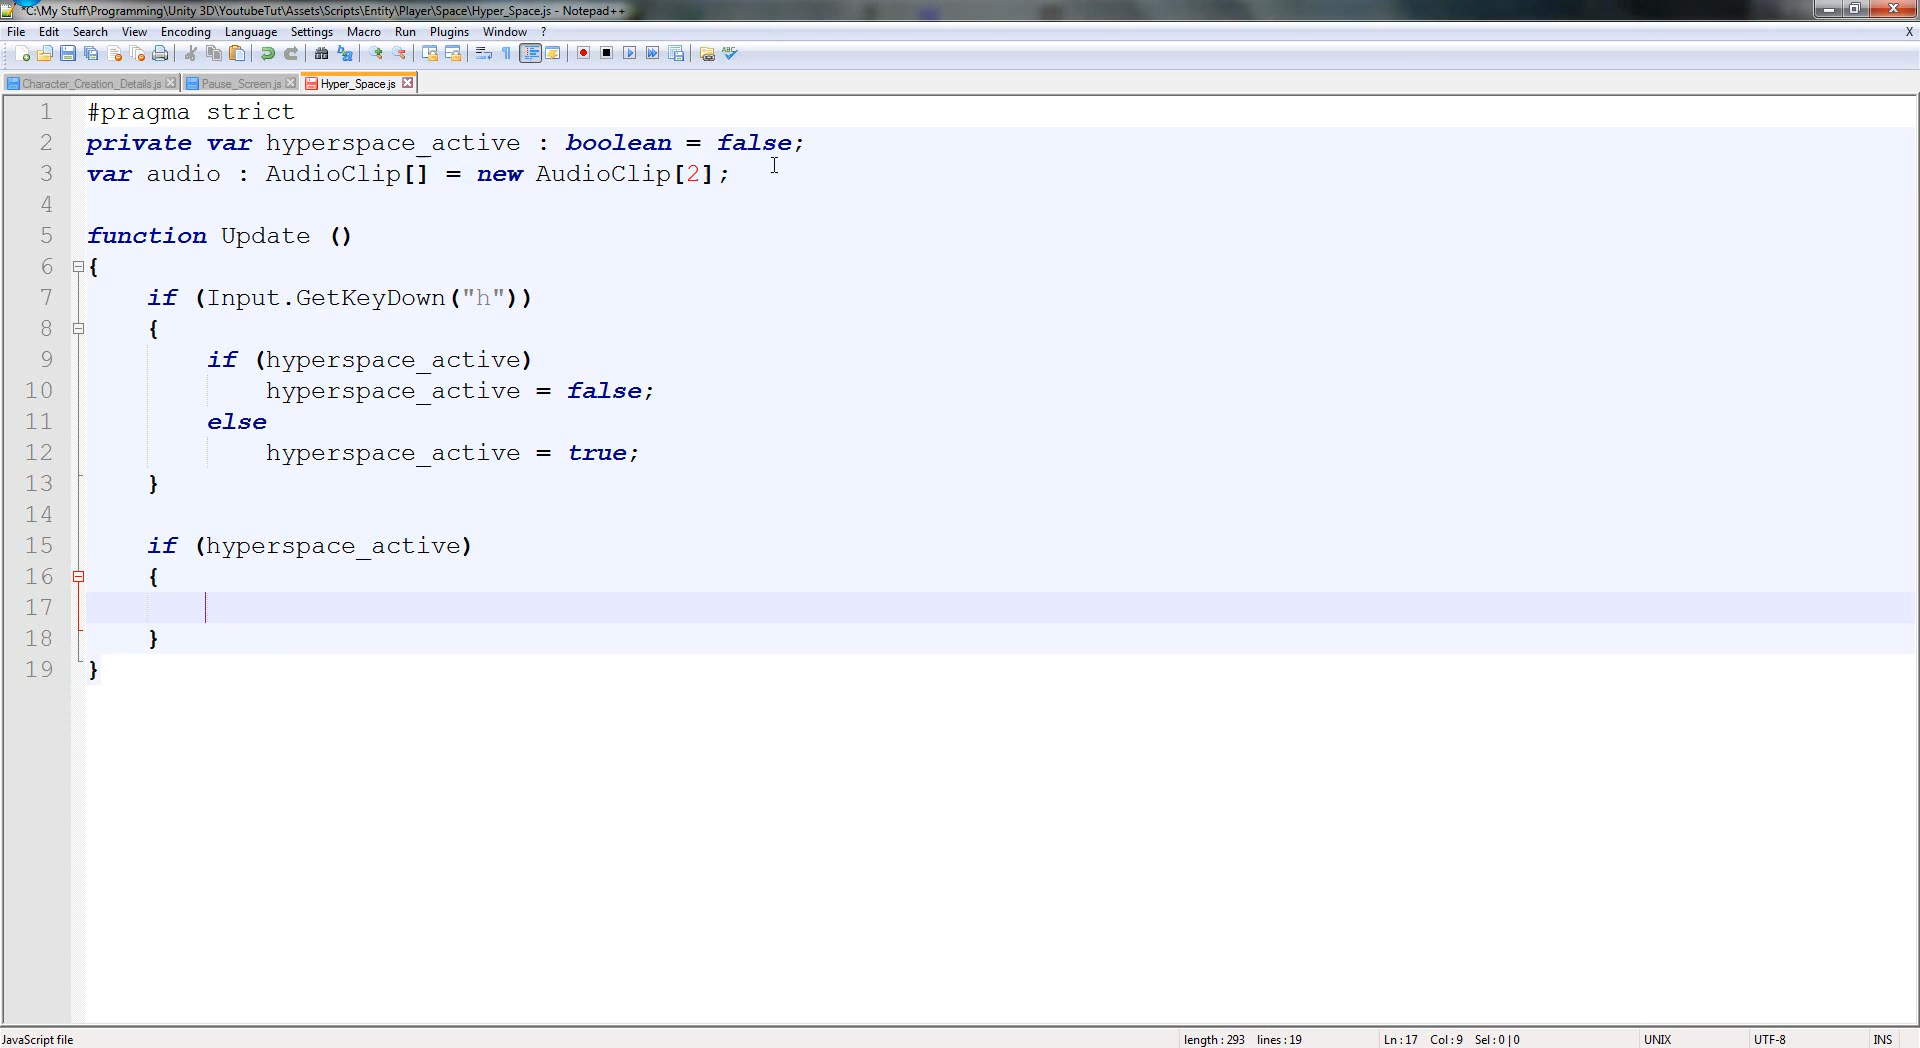 *C:\My Stuff\Programming\Unity 3D\YoutubeTut\Assets\Scripts\Entity\Player\Space\Hyper_Space.js - Notepad++
File Edit Search View Encoding Language Settings Macro Run Plugins Window ? X
Character_Creation_Details.js Pause_Screen.js Hyper_Space.js
1 #pragma strict
2 private var hyperspace_active : boolean = false;
3 var audio : AudioClip[] = new AudioClip[2];
4
5 function Update ()
6 {
7 if (Input.GetKeyDown("h"))
8 {
9 if (hyperspace_active)
10 hyperspace_active = false;
11 else
12 hyperspace_active = true;
13 }
14
15 if (hyperspace_active)
16 {
17
18 }
19 }
JavaScript file length : 293 lines : 19 Ln : 17 Col : 9 Sel : 0 | 0 UNIX UTF-8 INS